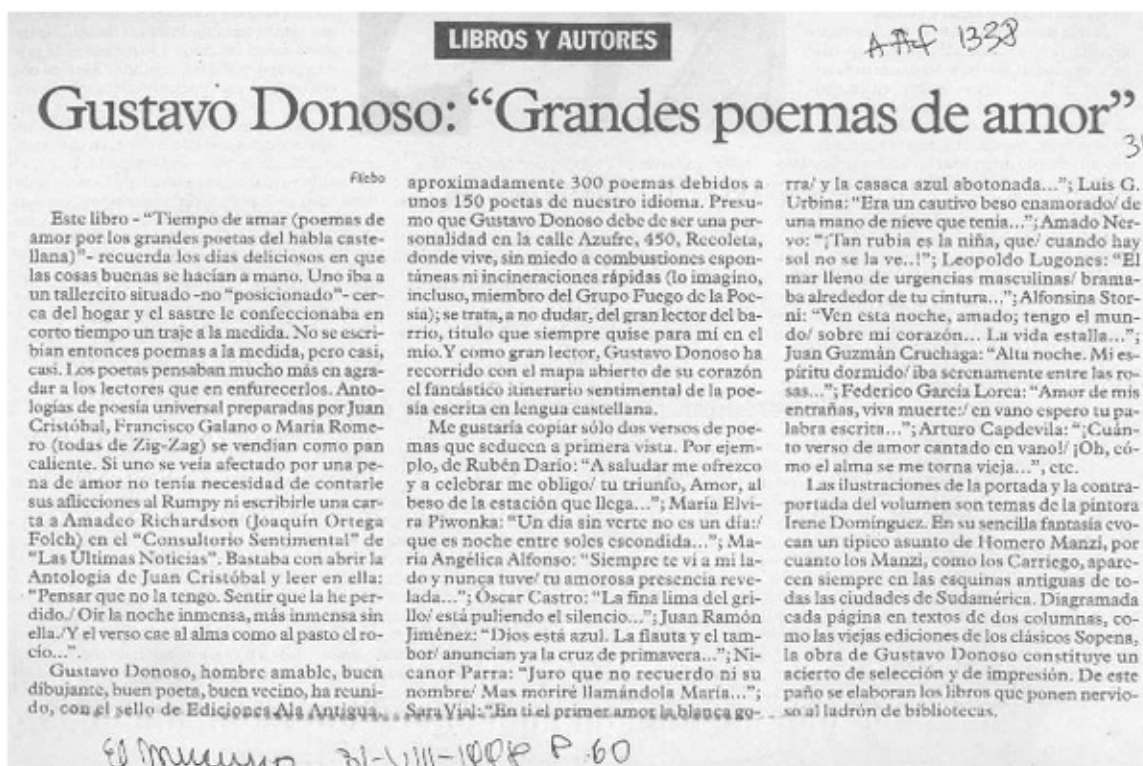 LIBROS Y AUTORES
AAF 1338
Gustavo Donoso: “Grandes poemas de amor”
Filebo
Este libro - “Tiempo de amar (poemas de
amor por los grandes poetas del habla caste-
llana)”- recuerda los días deliciosos en que
las cosas buenas se hacían a mano. Uno iba a
un tallercito situado -no “posicionado”- cer-
ca del hogar y el sastre le confeccionaba en
corto tiempo un traje a la medida. No se escri-
bían entonces poemas a la medida, pero casi,
casi. Los poetas pensaban mucho más en agra-
dar a los lectores que en enfurecerlos. Anto-
logías de poesía universal preparadas por Juan
Cristóbal, Francisco Galano o María Rome-
ro (todas de Zig-Zag) se vendían como pan
caliente. Si uno se veía afectado por una pe-
na de amor no tenía necesidad de contarle
sus aflicciones al Rumpy ni escribirle una car-
ta a Amadeo Richardson (Joaquín Ortega
Folch) en el “Consultorio Sentimental” de
“Las Últimas Noticias”. Bastaba con abrir la
Antología de Juan Cristóbal y leer en ella:
“Pensar que no la tengo. Sentir que la he per-
dido./ Oir la noche inmensa, más inmensa sin
ella./Y el verso cae al alma como al pasto el ro-
cío...”.
Gustavo Donoso, hombre amable, buen
dibujante, buen poeta, buen vecino, ha reuni-
do, con el sello de Ediciones Ala Antigua,
aproximadamente 300 poemas debidos a
unos 150 poetas de nuestro idioma. Presu-
mo que Gustavo Donoso debe de ser una per-
sonalidad en la calle Azufre, 450, Recoleta,
donde vive, sin miedo a combustiones espon-
táneas ni incineraciones rápidas (lo imagino,
incluso, miembro del Grupo Fuego de la Poe-
sía); se trata, a no dudar, del gran lector del ba-
rrio, título que siempre quise para mí en el
mío. Y como gran lector, Gustavo Donoso ha
recorrido con el mapa abierto de su corazón
el fantástico itinerario sentimental de la poe-
sía escrita en lengua castellana.
Me gustaría copiar sólo dos versos de poe-
mas que seducen a primera vista. Por ejem-
plo, de Rubén Darío: “A saludar me ofrezco
y a celebrar me obligo/ tu triunfo, Amor, al
beso de la estación que llega...”; María Elvi-
ra Piwonka: “Un día sin verte no es un día:/
que es noche entre soles escondida...”; Ma-
ría Angélica Alfonso: “Siempre te vi a mi la-
do y nunca tuve/ tu amorosa presencia reve-
lada...”; Óscar Castro: “La fina lima del gri-
llo/ está puliendo el silencio...”; Juan Ramón
Jiménez: “Dios está azul. La flauta y el tam-
bor/ anuncian ya la cruz de primavera...”; Ni-
canor Parra: “Juro que no recuerdo ni su
nombre/ Mas moriré llamándola María...”;
Sara Vial: “En ti el primer amor la blanca go-
rra/ y la casaca azul abotonada...”; Luis G.
Urbina: “Era un cautivo beso enamorado/ de
una mano de nieve que tenía...”; Amado Ner-
vo: “¡Tan rubia es la niña, que/ cuando hay
sol no se la ve..!”; Leopoldo Lugones: “El
mar lleno de urgencias masculinas/ brama-
ba alrededor de tu cintura...”; Alfonsina Stor-
ni: “Ven esta noche, amado; tengo el mun-
do/ sobre mi corazón... La vida estalla...”;
Juan Guzmán Cruchaga: “Alta noche. Mi es-
píritu dormido/ iba serenamente entre las ro-
sas...”; Federico García Lorca: “Amor de mis
entrañas, viva muerte:/ en vano espero tu pa-
labra escrita...”; Arturo Capdevila: “¡Cuán-
to verso de amor cantado en vano!/ ¡Oh, có-
mo el alma se me torna vieja...”, etc.
Las ilustraciones de la portada y la contra-
portada del volumen son temas de la pintora
Irene Domínguez. En su sencilla fantasía evo-
can un típico asunto de Homero Manzi, por
cuanto los Manzi, como los Carriego, apare-
cen siempre en las esquinas antiguas de to-
das las ciudades de Sudamérica. Diagramada
cada página en textos de dos columnas, co-
mo las viejas ediciones de los clásicos Sopena,
la obra de Gustavo Donoso constituye un
acierto de selección y de impresión. De este
paño se elaboran los libros que ponen nervio-
so al ladrón de bibliotecas.
El Mercurio 31-VIII-1998 P. 60